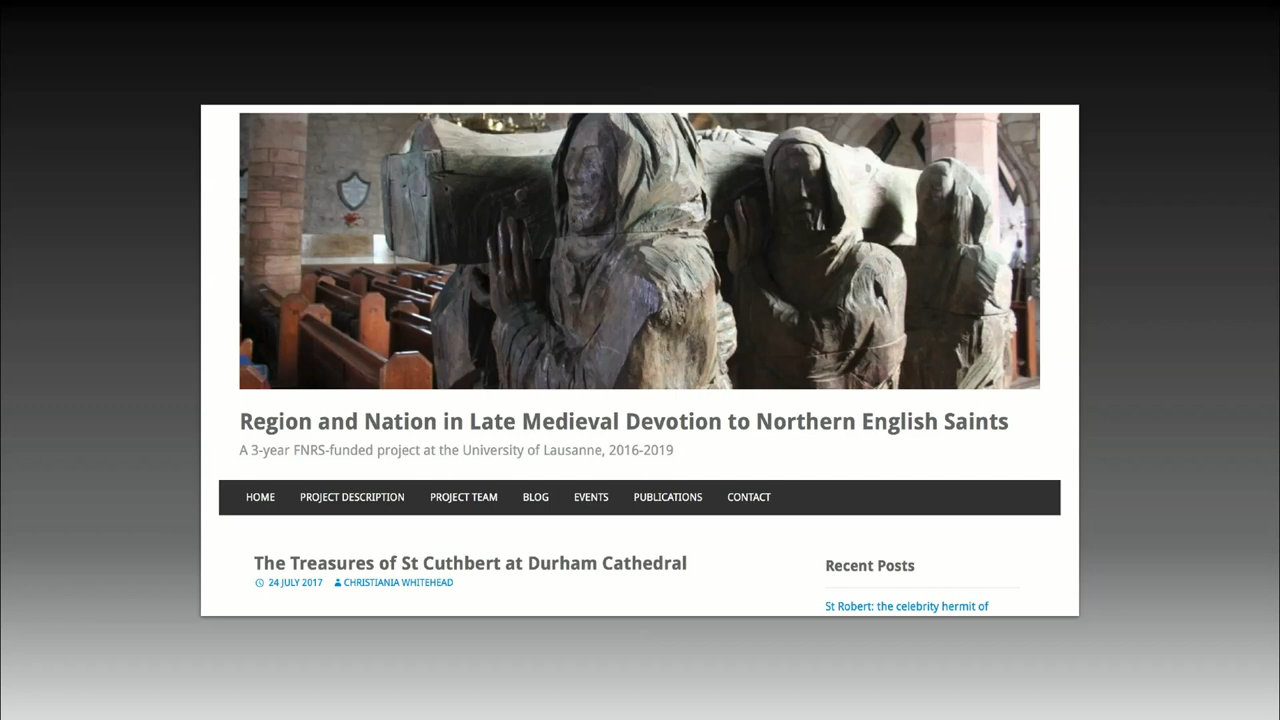 Region and Nation in Late Medieval Devotion to Northern English Saints
A 3-year FNRS-funded project at the University of Lausanne, 2016-2019
HOME PROJECT DESCRIPTION PROJECT TEAM BLOG EVENTS PUBLICATIONS CONTACT
The Treasures of St Cuthbert at Durham Cathedral
24 JULY 2017 CHRISTIANIA WHITEHEAD
Recent Posts
St Robert: the celebrity hermit of